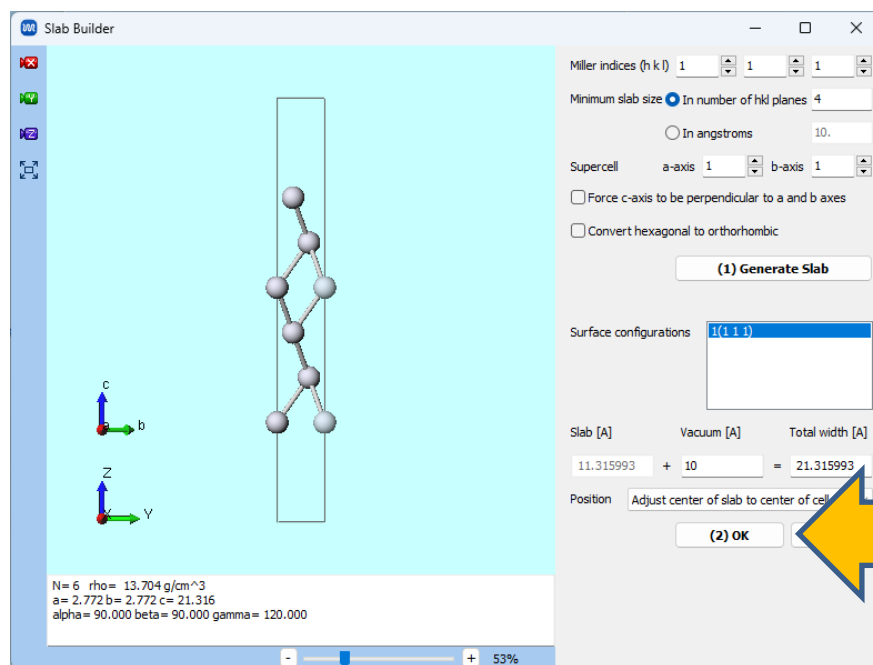 Slab Builder
X
Y
Z
Miller indices (h k l) 1 1 1
Minimum slab size In number of hkl planes 4
In angstroms 10.
Supercell a-axis 1 b-axis 1
Force c-axis to be perpendicular to a and b axes
Convert hexagonal to orthorhombic
(1) Generate Slab
Surface configurations 1(1 1 1)
c
a b
Z
X Y
Slab [A] Vacuum [A] Total width [A]
11.315993 + 10 = 21.315993
Position Adjust center of slab to center of cell
(2) OK
N= 6 rho= 13.704 g/cm^3
a= 2.772 b= 2.772 c= 21.316
alpha= 90.000 beta= 90.000 gamma= 120.000
- + 53%